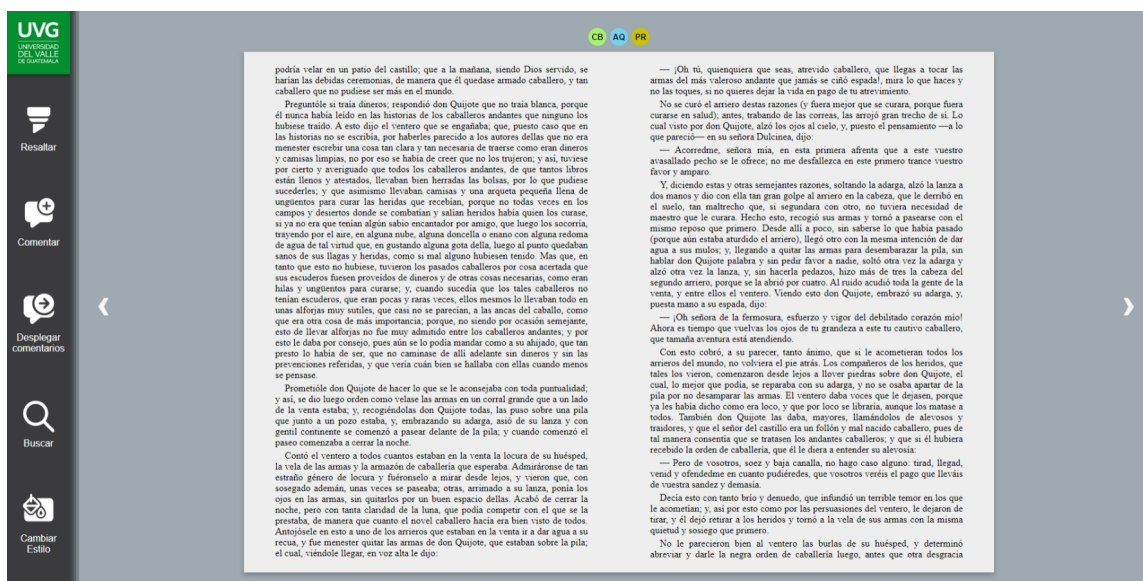 UVG
UNIVERSIDAD
DEL VALLE
DE GUATEMALA
Resaltar
Comentar
Desplegar
comentarios
Buscar
Cambiar
Estilo
CB AQ PR
podría velar en un patio del castillo; que a la mañana, siendo Dios servido, se
harían las debidas ceremonias, de manera que él quedase armado caballero, y tan
caballero que no pudiese ser más en el mundo.
Preguntóle si traía dineros; respondió don Quijote que no traía blanca, porque
él nunca había leído en las historias de los caballeros andantes que ninguno los
hubiese traído. A esto dijo el ventero que se engañaba; que, puesto caso que en
las historias no se escribía, por haberles parecido a los autores dellas que no era
menester escrebir una cosa tan clara y tan necesaria de traerse como eran dineros
y camisas limpias, no por eso se había de creer que no los trujeron; y así, tuviese
por cierto y averiguado que todos los caballeros andantes, de que tantos libros
están llenos y atestados, llevaban bien herradas las bolsas, por lo que pudiese
sucederles; y que asimismo llevaban camisas y una arqueta pequeña llena de
ungüentos para curar las heridas que recebían, porque no todas veces en los
campos y desiertos donde se combatían y salían heridos había quien los curase,
si ya no era que tenían algún sabio encantador por amigo, que luego los socorría,
trayendo por el aire, en alguna nube, alguna doncella o enano con alguna redoma
de agua de tal virtud que, en gustando alguna gota della, luego al punto quedaban
sanos de sus llagas y heridas, como si mal alguno hubiesen tenido. Mas que, en
tanto que esto no hubiese, tuvieron los pasados caballeros por cosa acertada que
sus escuderos fuesen proveídos de dineros y de otras cosas necesarias, como eran
hilas y ungüentos para curarse; y, cuando sucedía que los tales caballeros no
tenían escuderos, que eran pocas y raras veces, ellos mesmos lo llevaban todo en
unas alforjas muy sutiles, que casi no se parecían, a las ancas del caballo, como
que era otra cosa de más importancia; porque, no siendo por ocasión semejante,
esto de llevar alforjas no fue muy admitido entre los caballeros andantes; y por
esto le daba por consejo, pues aún se lo podía mandar como a su ahijado, que tan
presto lo había de ser, que no caminase de allí adelante sin dineros y sin las
prevenciones referidas, y que vería cuán bien se hallaba con ellas cuando menos
se pensase.
Prometióle don Quijote de hacer lo que se le aconsejaba con toda puntualidad;
y así, se dio luego orden como velase las armas en un corral grande que a un lado
de la venta estaba; y, recogiéndolas don Quijote todas, las puso sobre una pila
que junto a un pozo estaba, y, embrazando su adarga, asió de su lanza y con
gentil continente se comenzó a pasear delante de la pila; y cuando comenzó el
paseo comenzaba a cerrar la noche.
Contó el ventero a todos cuantos estaban en la venta la locura de su huésped,
la vela de las armas y la armazón de caballería que esperaba. Admiráronse de tan
estraño género de locura y fuéronselo a mirar desde lejos, y vieron que, con
sosegado ademán, unas veces se paseaba; otras, arrimado a su lanza, ponía los
ojos en las armas, sin quitarlos por un buen espacio dellas. Acabó de cerrar la
noche, pero con tanta claridad de la luna, que podía competir con el que se la
prestaba, de manera que cuanto el novel caballero hacía era bien visto de todos.
Antojósele en esto a uno de los arrieros que estaban en la venta ir a dar agua a su
recua, y fue menester quitar las armas de don Quijote, que estaban sobre la pila;
el cual, viéndole llegar, en voz alta le dijo:
— ¡Oh tú, quienquiera que seas, atrevido caballero, que llegas a tocar las
armas del más valeroso andante que jamás se ciñó espada!, mira lo que haces y
no las toques, si no quieres dejar la vida en pago de tu atrevimiento.
No se curó el arriero destas razones (y fuera mejor que se curara, porque fuera
curarse en salud); antes, trabando de las correas, las arrojó gran trecho de sí. Lo
cual visto por don Quijote, alzó los ojos al cielo, y, puesto el pensamiento —a lo
que pareció— en su señora Dulcinea, dijo:
— Acorredme, señora mía, en esta primera afrenta que a este vuestro
avasallado pecho se le ofrece; no me desfallezca en este primero trance vuestro
favor y amparo.
Y, diciendo estas y otras semejantes razones, soltando la adarga, alzó la lanza a
dos manos y dio con ella tan gran golpe al arriero en la cabeza, que le derribó en
el suelo, tan maltrecho que, si segundara con otro, no tuviera necesidad de
maestro que le curara. Hecho esto, recogió sus armas y tornó a pasearse con el
mismo reposo que primero. Desde allí a poco, sin saberse lo que había pasado
(porque aún estaba aturdido el arriero), llegó otro con la mesma intención de dar
agua a sus mulos; y, llegando a quitar las armas para desembarazar la pila, sin
hablar don Quijote palabra y sin pedir favor a nadie, soltó otra vez la adarga y
alzó otra vez la lanza, y, sin hacerla pedazos, hizo más de tres la cabeza del
segundo arriero, porque se la abrió por cuatro. Al ruido acudió toda la gente de la
venta, y entre ellos el ventero. Viendo esto don Quijote, embrazó su adarga, y,
puesta mano a su espada, dijo:
— ¡Oh señora de la fermosura, esfuerzo y vigor del debilitado corazón mío!
Ahora es tiempo que vuelvas los ojos de tu grandeza a este tu cautivo caballero,
que tamaña aventura está atendiendo.
Con esto cobró, a su parecer, tanto ánimo, que si le acometieran todos los
arrieros del mundo, no volviera el pie atrás. Los compañeros de los heridos, que
tales los vieron, comenzaron desde lejos a llover piedras sobre don Quijote, el
cual, lo mejor que podía, se reparaba con su adarga, y no se osaba apartar de la
pila por no desamparar las armas. El ventero daba voces que le dejasen, porque
ya les había dicho como era loco, y que por loco se libraría, aunque los matase a
todos. También don Quijote las daba, mayores, llamándolos de alevosos y
traidores, y que el señor del castillo era un follón y mal nacido caballero, pues de
tal manera consentía que se tratasen los andantes caballeros; y que si él hubiera
recebido la orden de caballería, que él le diera a entender su alevosía:
— Pero de vosotros, soez y baja canalla, no hago caso alguno: tirad, llegad,
venid y ofendedme en cuanto pudiéredes, que vosotros veréis el pago que lleváis
de vuestra sandez y demasía.
Decía esto con tanto brío y denuedo, que infundió un terrible temor en los que
le acometían; y, así por esto como por las persuasiones del ventero, le dejaron de
tirar, y él dejó retirar a los heridos y tornó a la vela de sus armas con la misma
quietud y sosiego que primero.
No le parecieron bien al ventero las burlas de su huésped, y determinó
abreviar y darle la negra orden de caballería luego, antes que otra desgracia